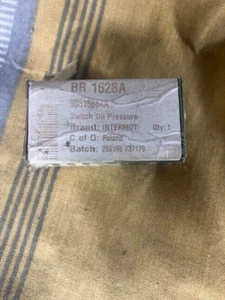 BR 1628A
Switch Oil Pressure
Brand: INTERMOT Qty: 1
C of O: Poland
Batch: